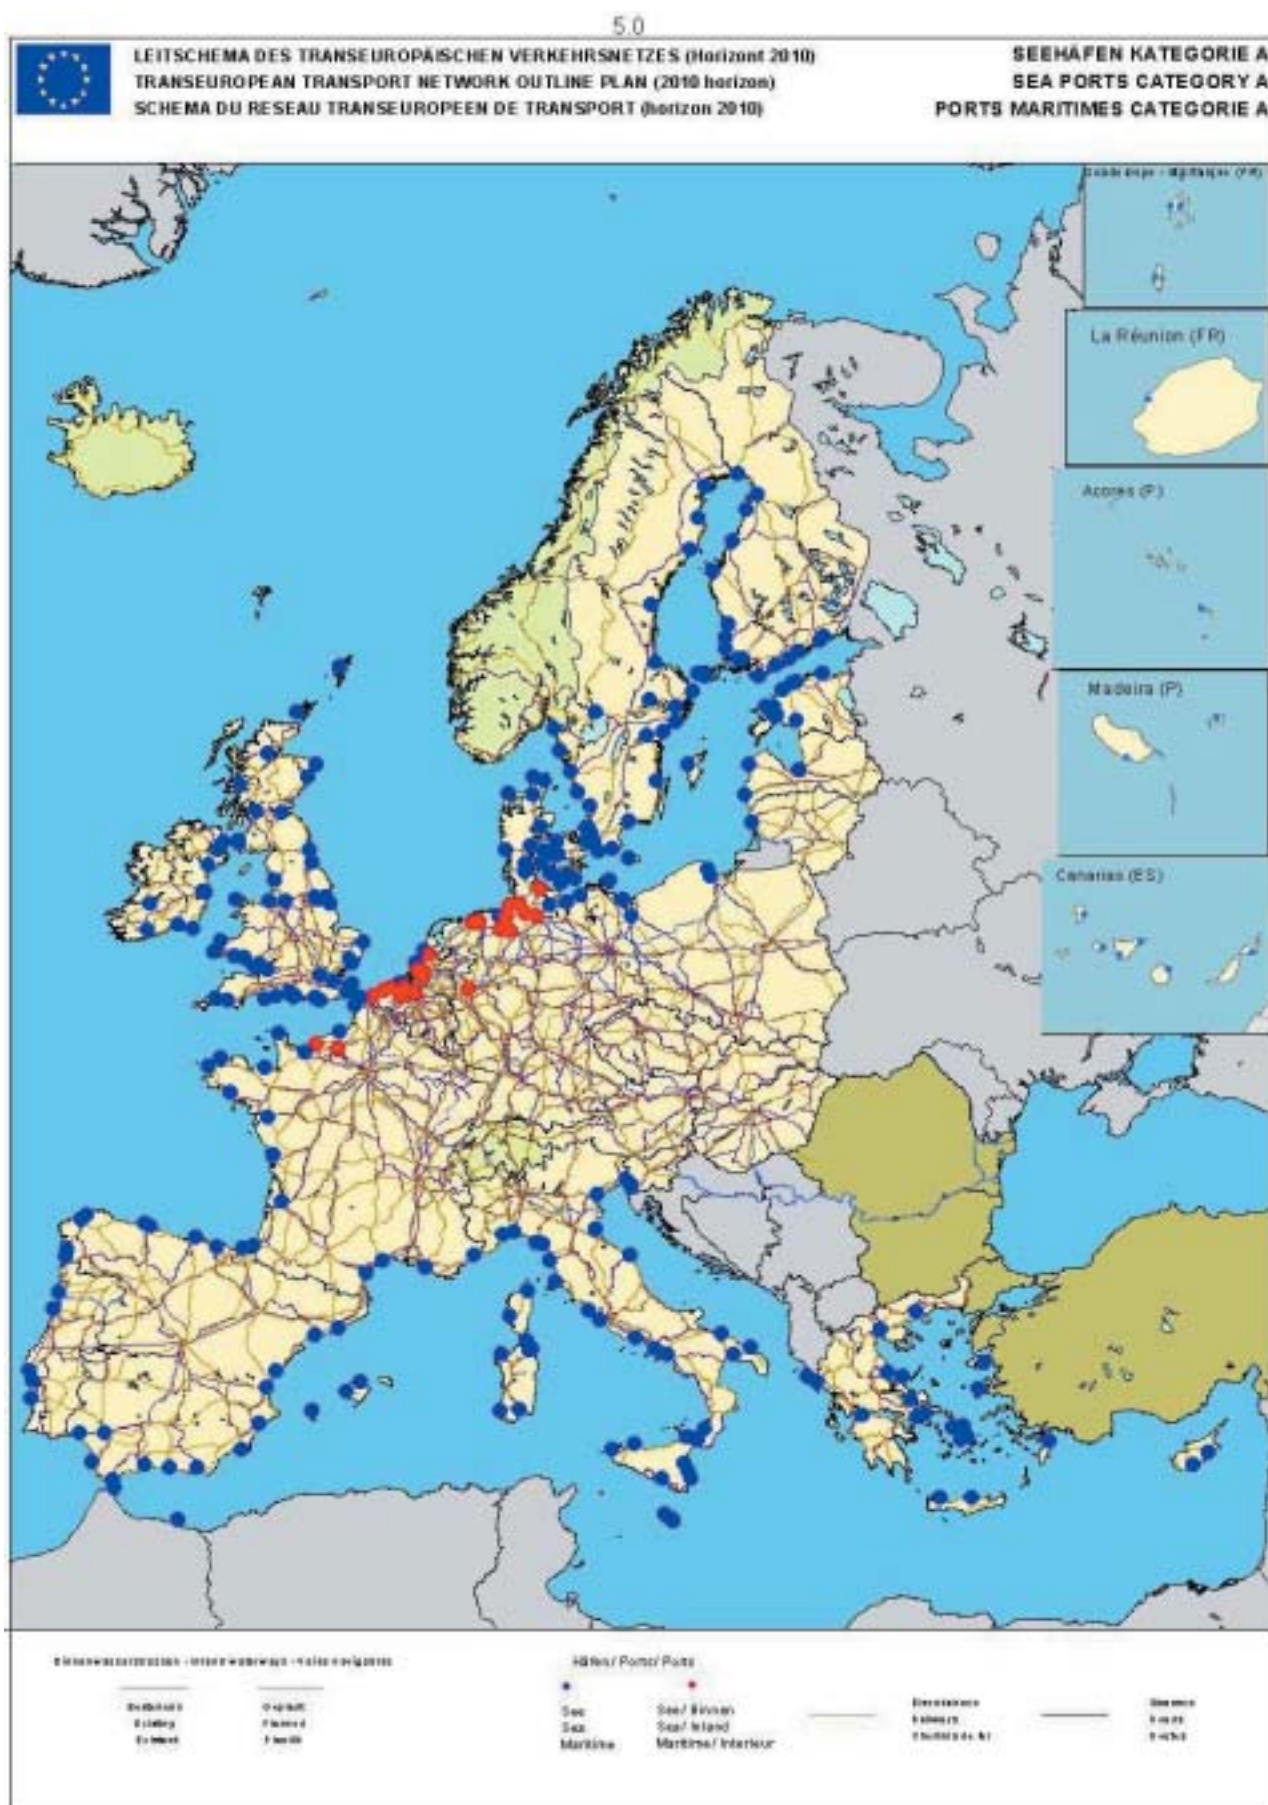 5.0
LEITSCHEMA DES TRANSEUROPÄISCHEN VERKEHRSNETZES (Horizont 2010)
TRANSEUROPEAN TRANSPORT NETWORK OUTLINE PLAN (2010 horizon)
SCHEMA DU RESEAU TRANSEUROPEEN DE TRANSPORT (horizon 2010)
SEEHÄFEN KATEGORIE A
SEA PORTS CATEGORY A
PORTS MARITIMES CATEGORIE A
(FR)
La Réunion (FR)
Acores (P)
Madeira (P)
Canarias (ES)
Häfen/ Ports/ Ports
See
Sea
Maritime
See/ Binnen
Sea/ Inland
Maritime/ Interieur
Existing